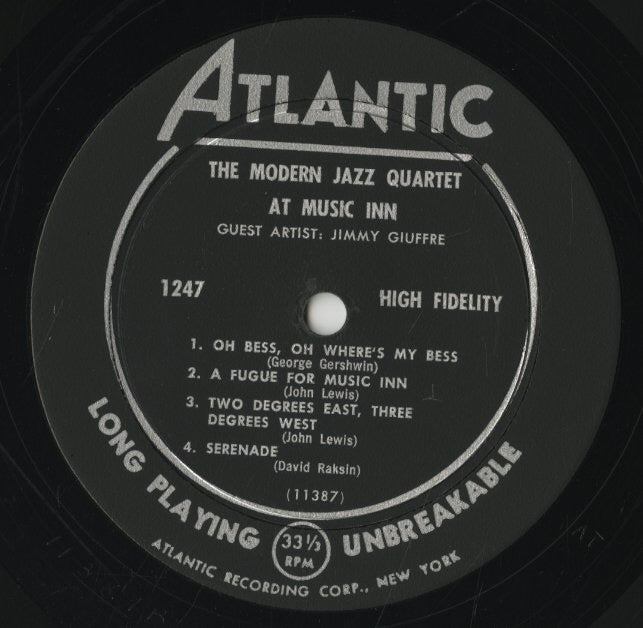 ATLANTIC
THE MODERN JAZZ QUARTET
AT MUSIC INN
GUEST ARTIST: JIMMY GIUFFRE
1247
HIGH FIDELITY
1. OH BESS, OH WHERE'S MY BESS
(George Gershwin)
2. A FUGUE FOR MUSIC INN
(John Lewis)
3. TWO DEGREES EAST, THREE
DEGREES WEST
(John Lewis)
4. SERENADE
(David Raksin)
(11387)
LONG PLAYING
33 1/3
RPM
UNBREAKABLE
ATLANTIC RECORDING CORP., NEW YORK